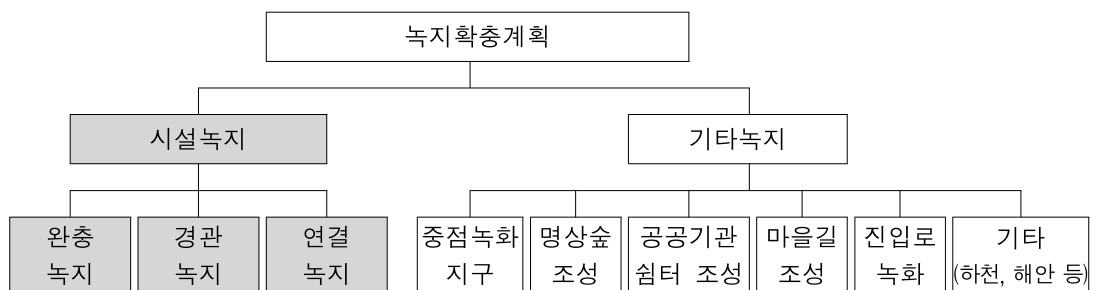 녹지확충계획
시설녹지
기타녹지
완충
녹지
경관
녹지
연결
녹지
중점녹화
지구
명상숲
조성
공공기관
쉼터 조성
마을길
조성
진입로
녹화
기타
(하천, 해안 등)